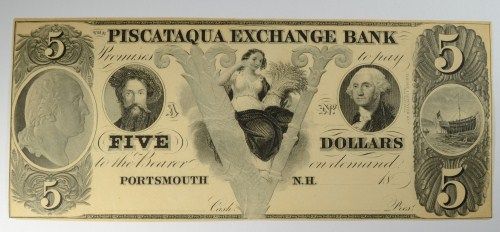 5 THE PISCATAQUA EXCHANGE BANK 5
Promises to pay
A No.
FIVE V DOLLARS
to the Bearer on demand
PORTSMOUTH N.H. 18
5 Cash. Pres. 5